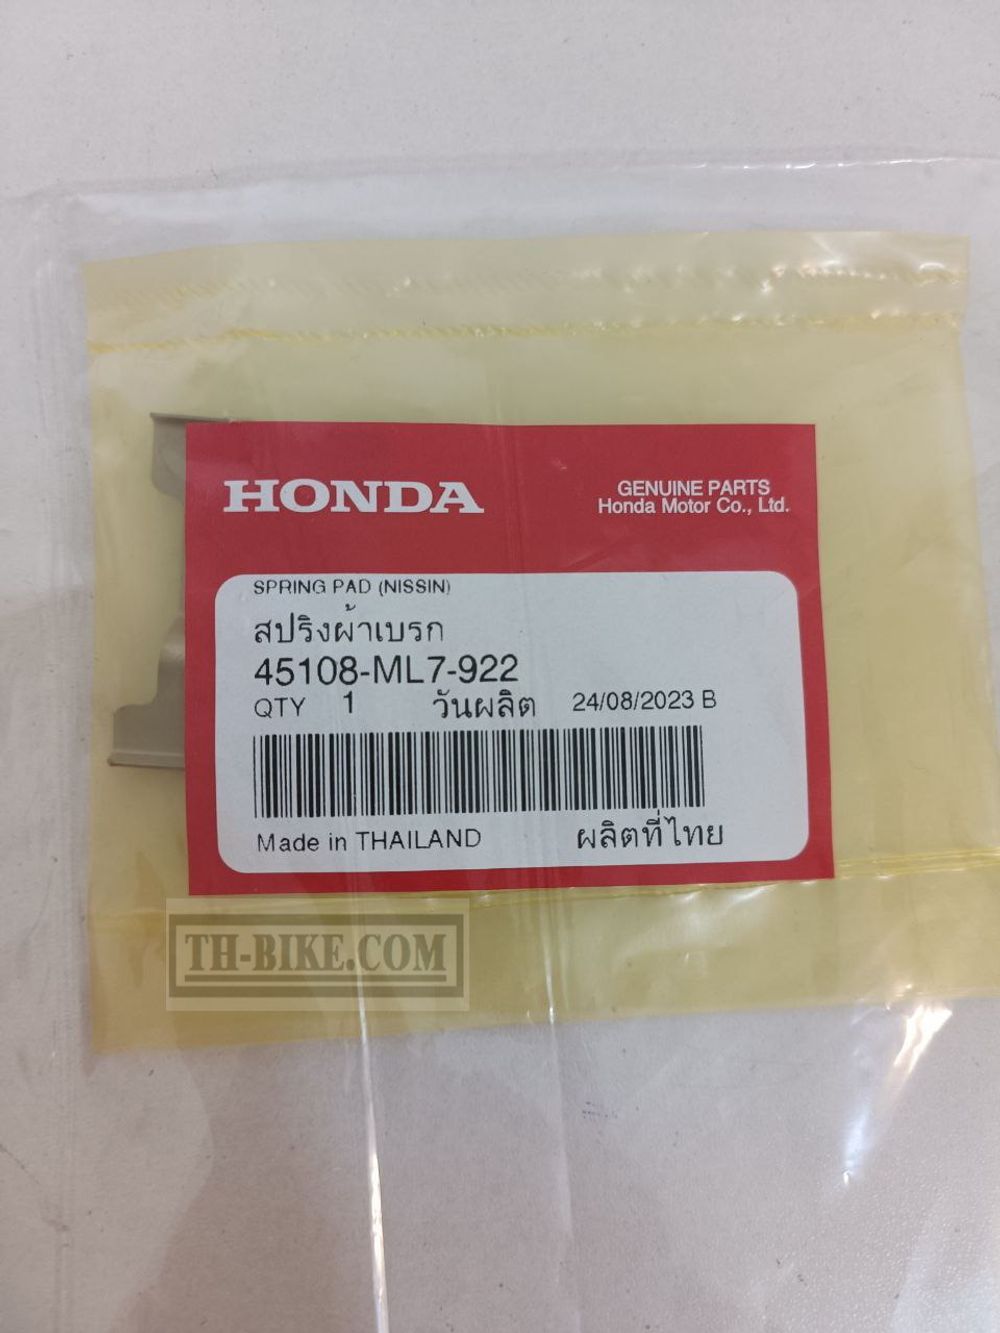 HONDA
GENUINE PARTS
Honda Motor Co., Ltd.
SPRING PAD (NISSIN)
สปริงผ้าเบรก
45108-ML7-922
QTY 1 วันผลิต 24/08/2023 B
Made in THAILAND ผลิตที่ไทย
TH-BIKE.COM